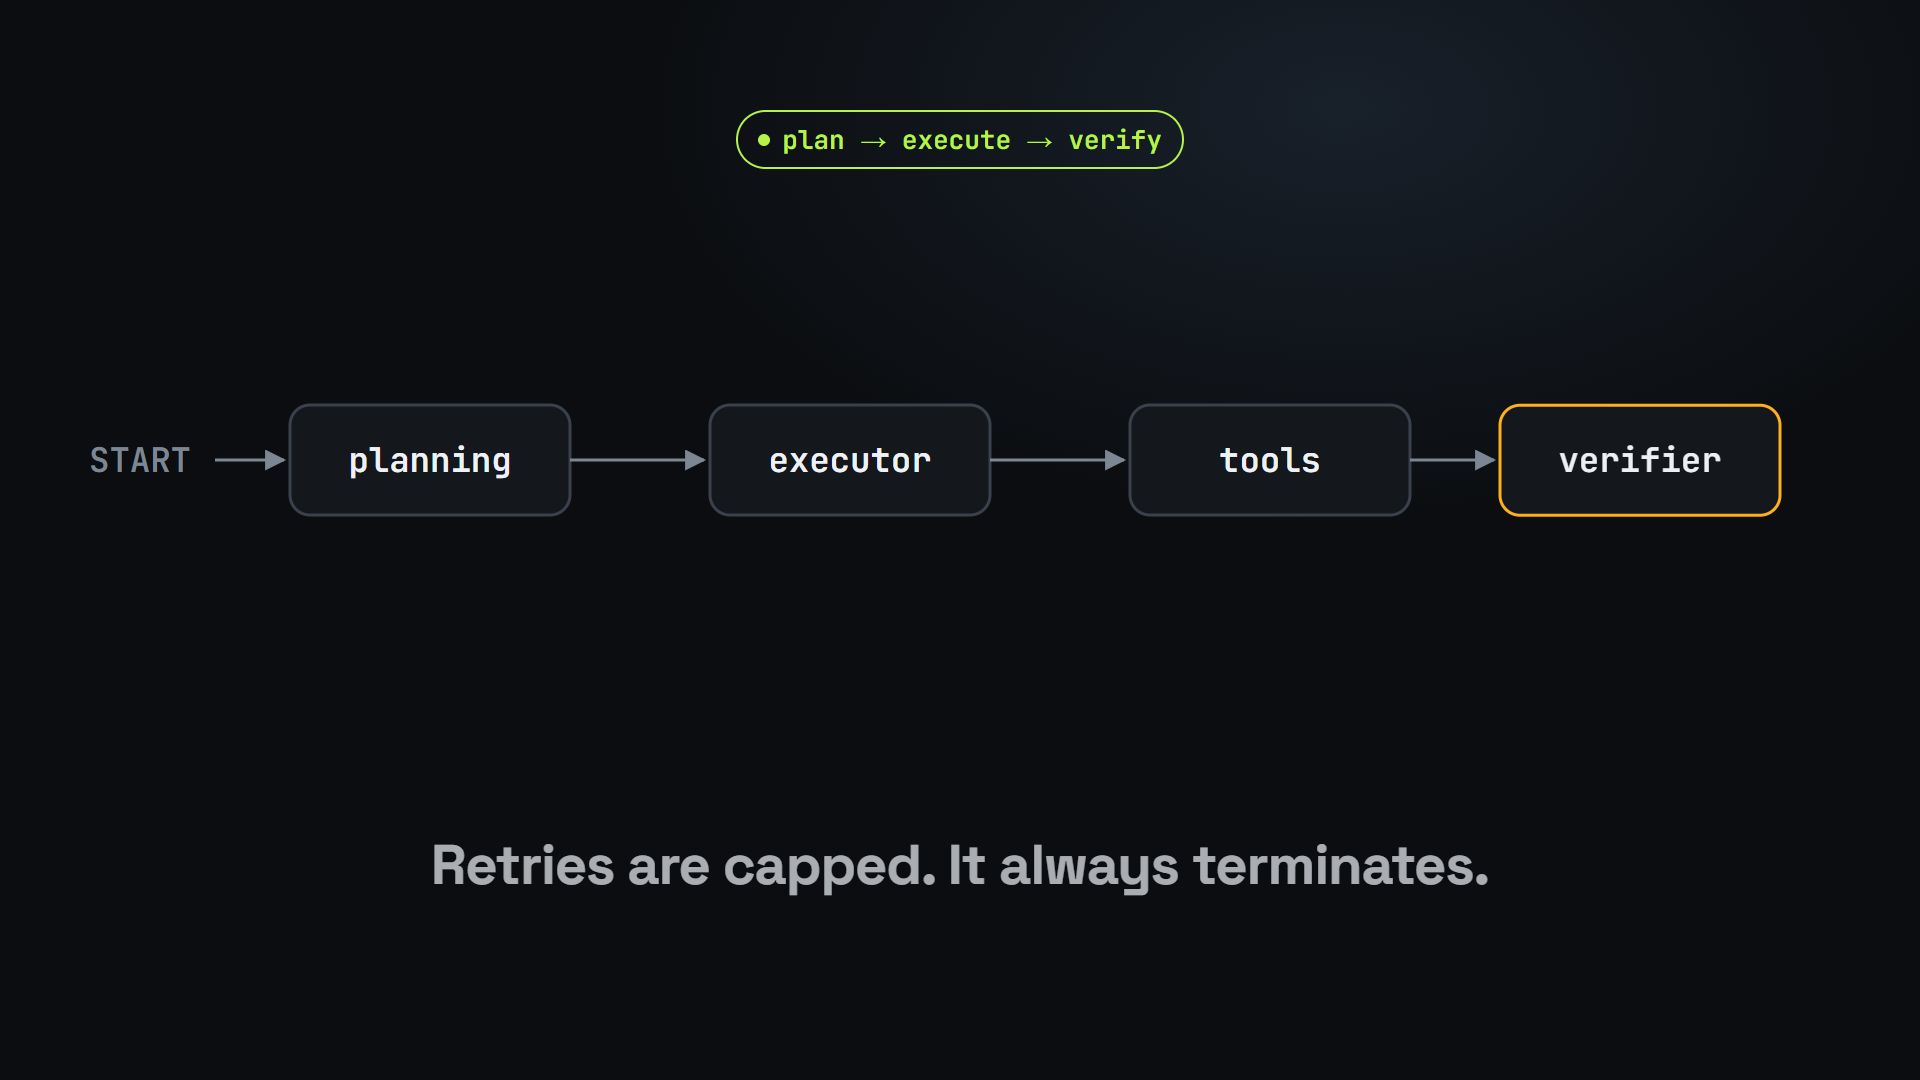 plan → execute → verify
START
planning
executor
tools
verifier
Retries are capped. It always terminates.